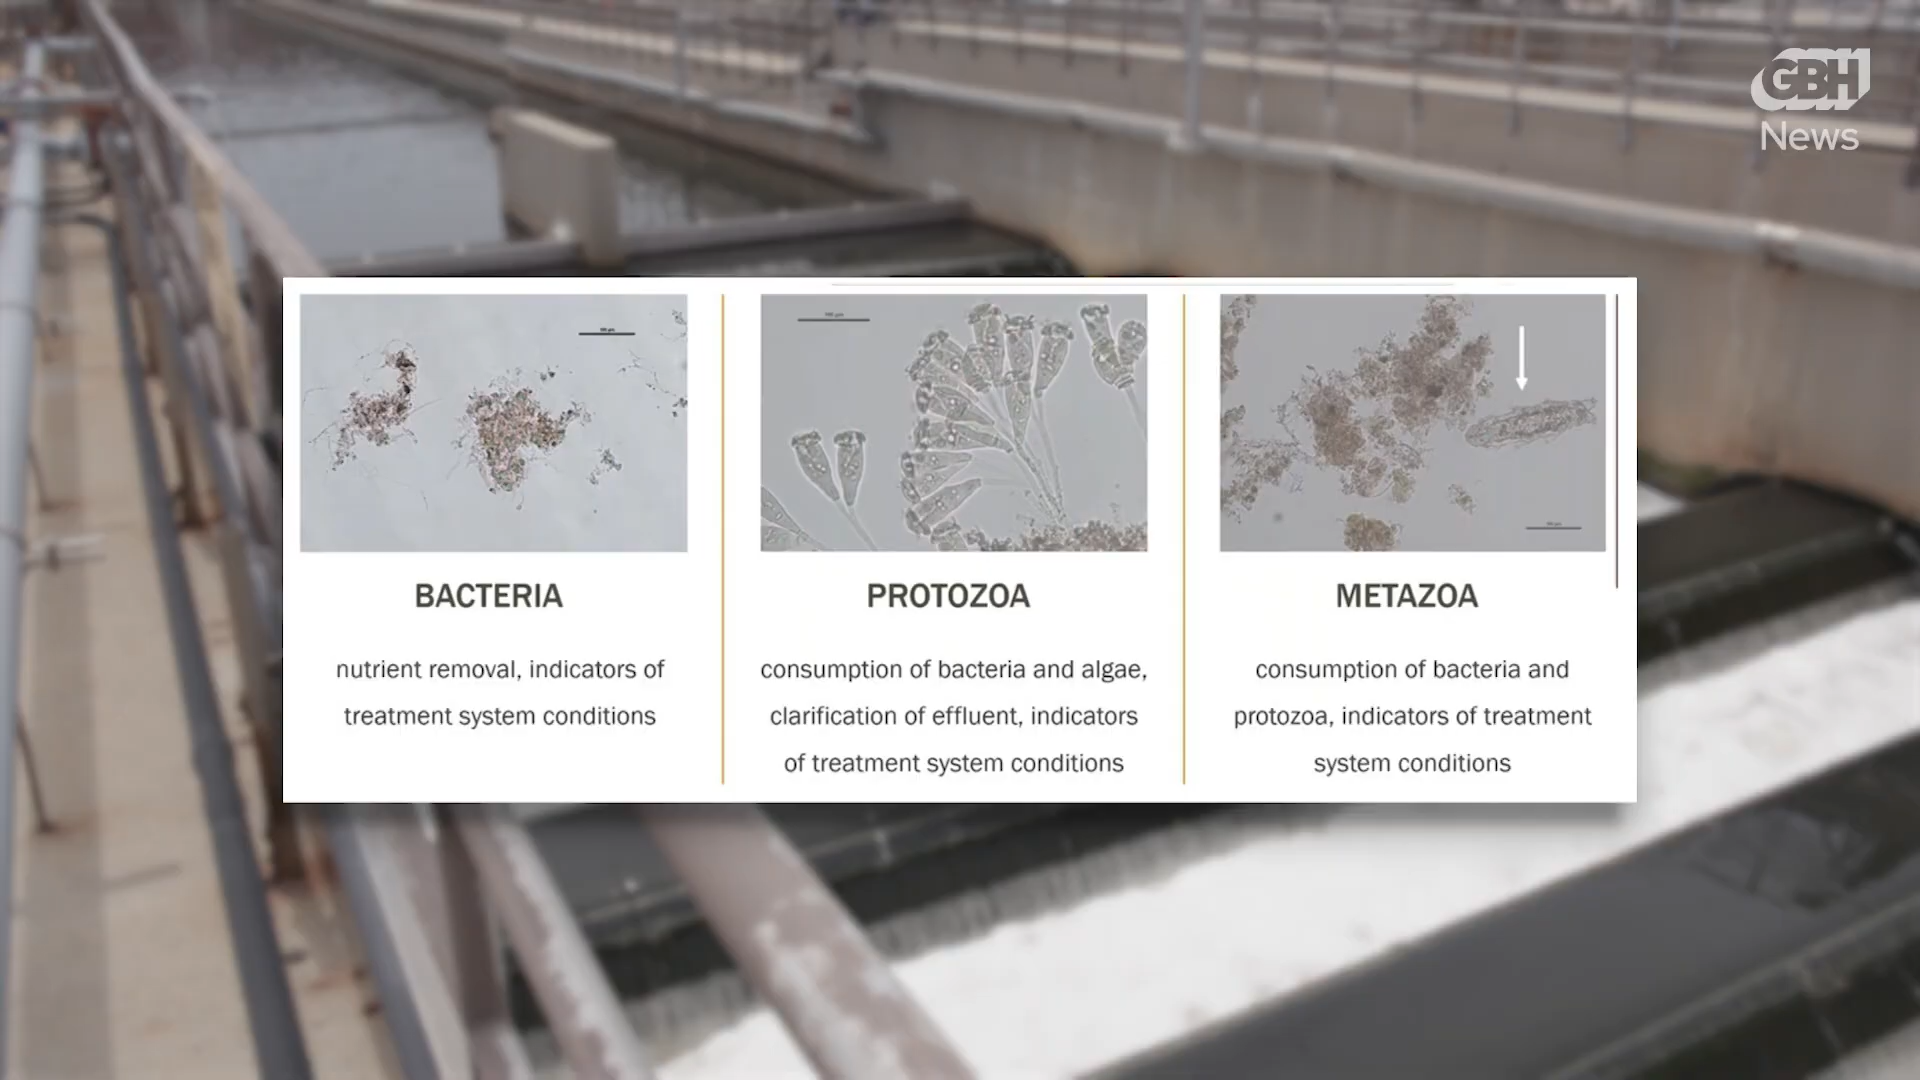 GBH
News
BACTERIA
nutrient removal, indicators of
treatment system conditions
PROTOZOA
consumption of bacteria and algae,
clarification of effluent, indicators
of treatment system conditions
METAZOA
consumption of bacteria and
protozoa, indicators of treatment
system conditions